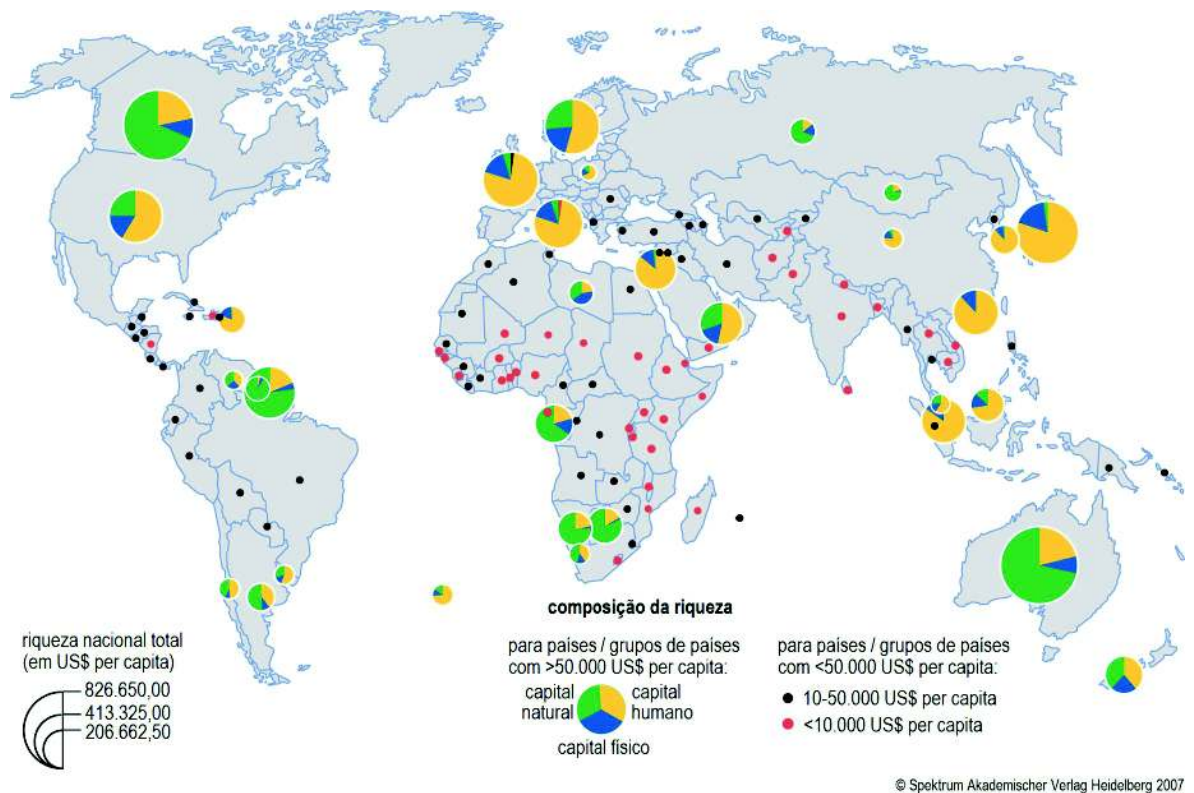 riqueza nacional total
(em US$ per capita)
826.650,00
413.325,00
206.662,50
composição da riqueza
para países / grupos de países
com >50.000 US$ per capita:
capital
natural
capital
humano
capital físico
para países / grupos de países
com <50.000 US$ per capita:
10-50.000 US$ per capita
<10.000 US$ per capita
© Spektrum Akademischer Verlag Heidelberg 2007